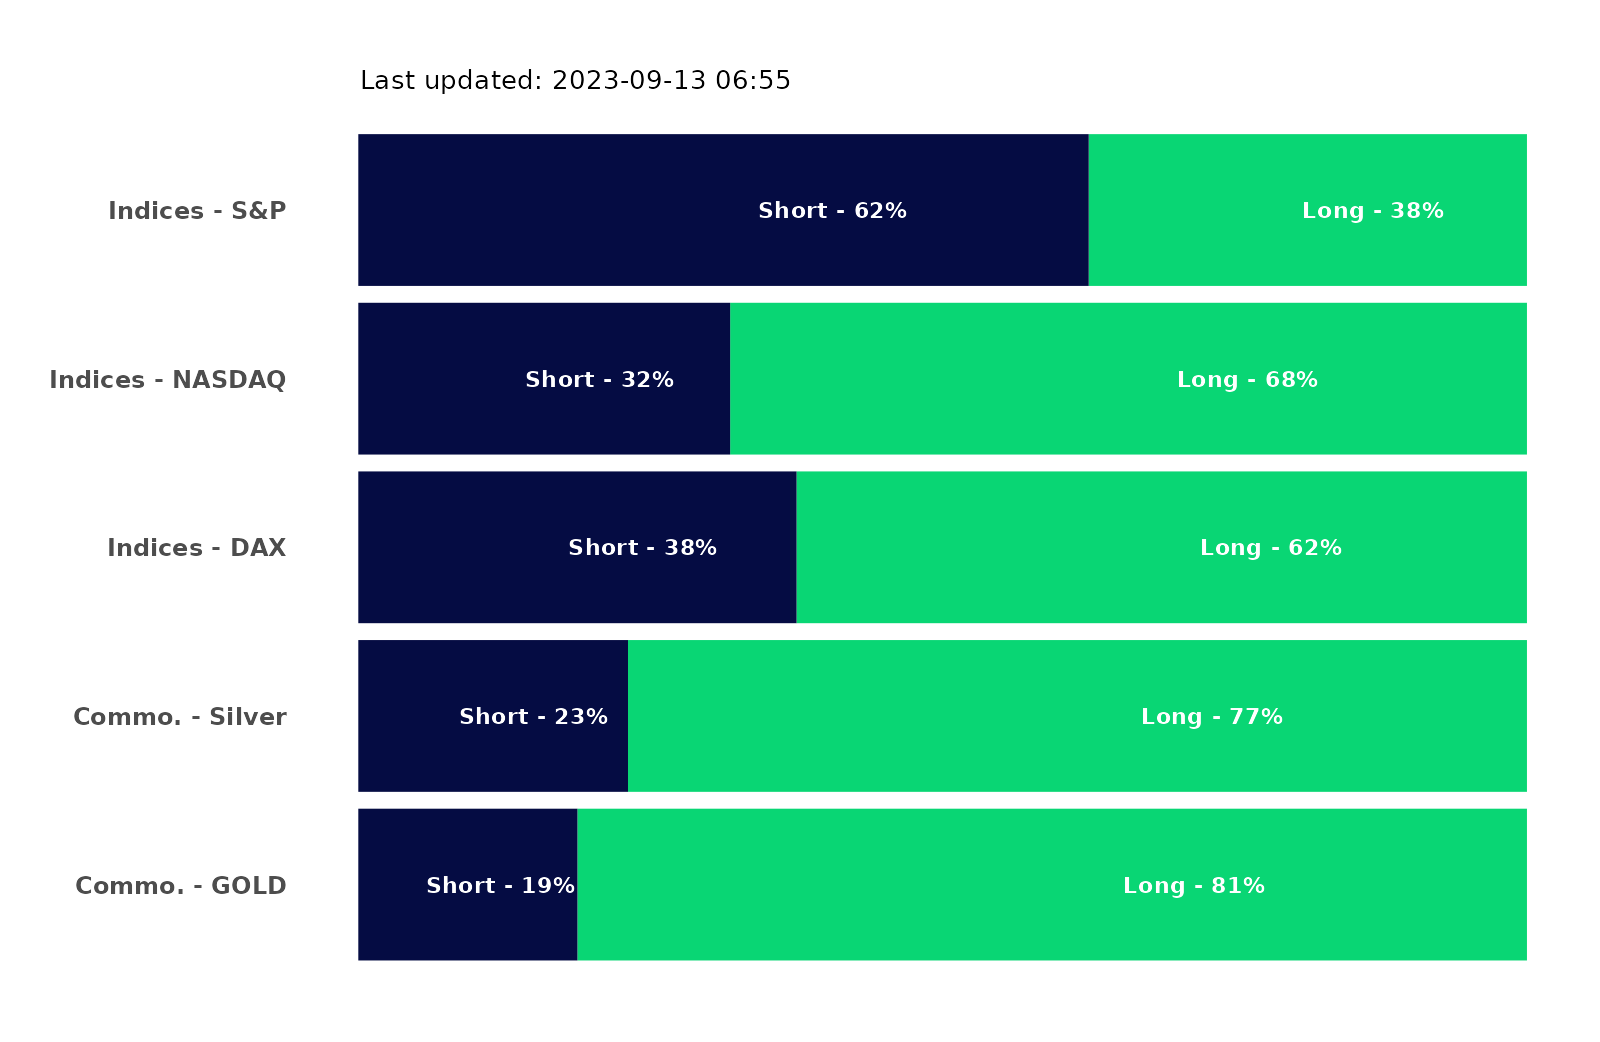 Last updated: 2023-09-13 06:55
Indices - S&P Short - 62% Long - 38%
Indices - NASDAQ Short - 32% Long - 68%
Indices - DAX Short - 38% Long - 62%
Commo. - Silver Short - 23% Long - 77%
Commo. - GOLD Short - 19% Long - 81%